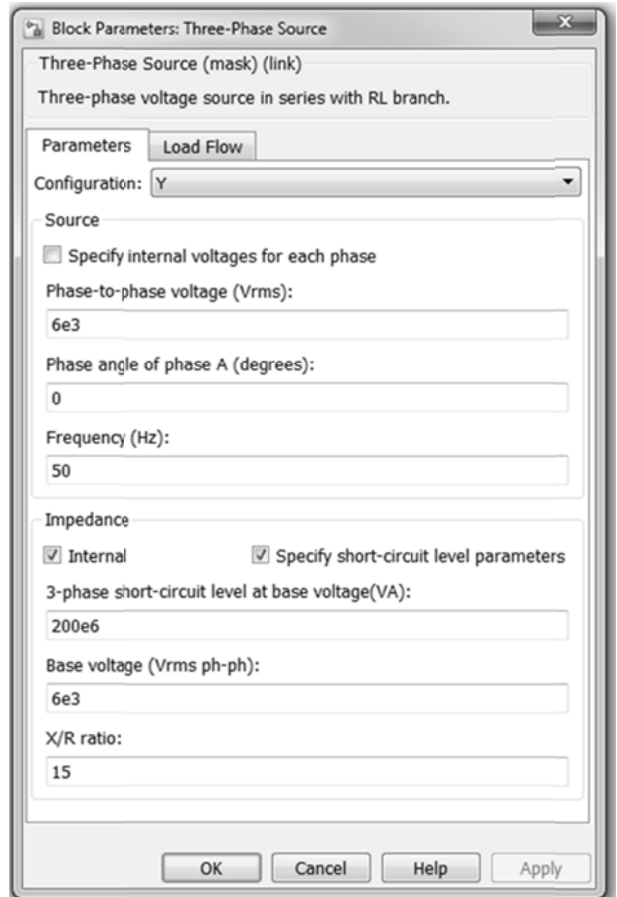 Block Parameters: Three-Phase Source
Three-Phase Source (mask) (link)
Three-phase voltage source in series with RL branch.
Parameters Load Flow
Configuration: Y
Source
Specify internal voltages for each phase
Phase-to-phase voltage (Vrms):
6e3
Phase angle of phase A (degrees):
0
Frequency (Hz):
50
Impedance
Internal Specify short-circuit level parameters
3-phase short-circuit level at base voltage(VA):
200e6
Base voltage (Vrms ph-ph):
6e3
X/R ratio:
15
OK Cancel Help Apply